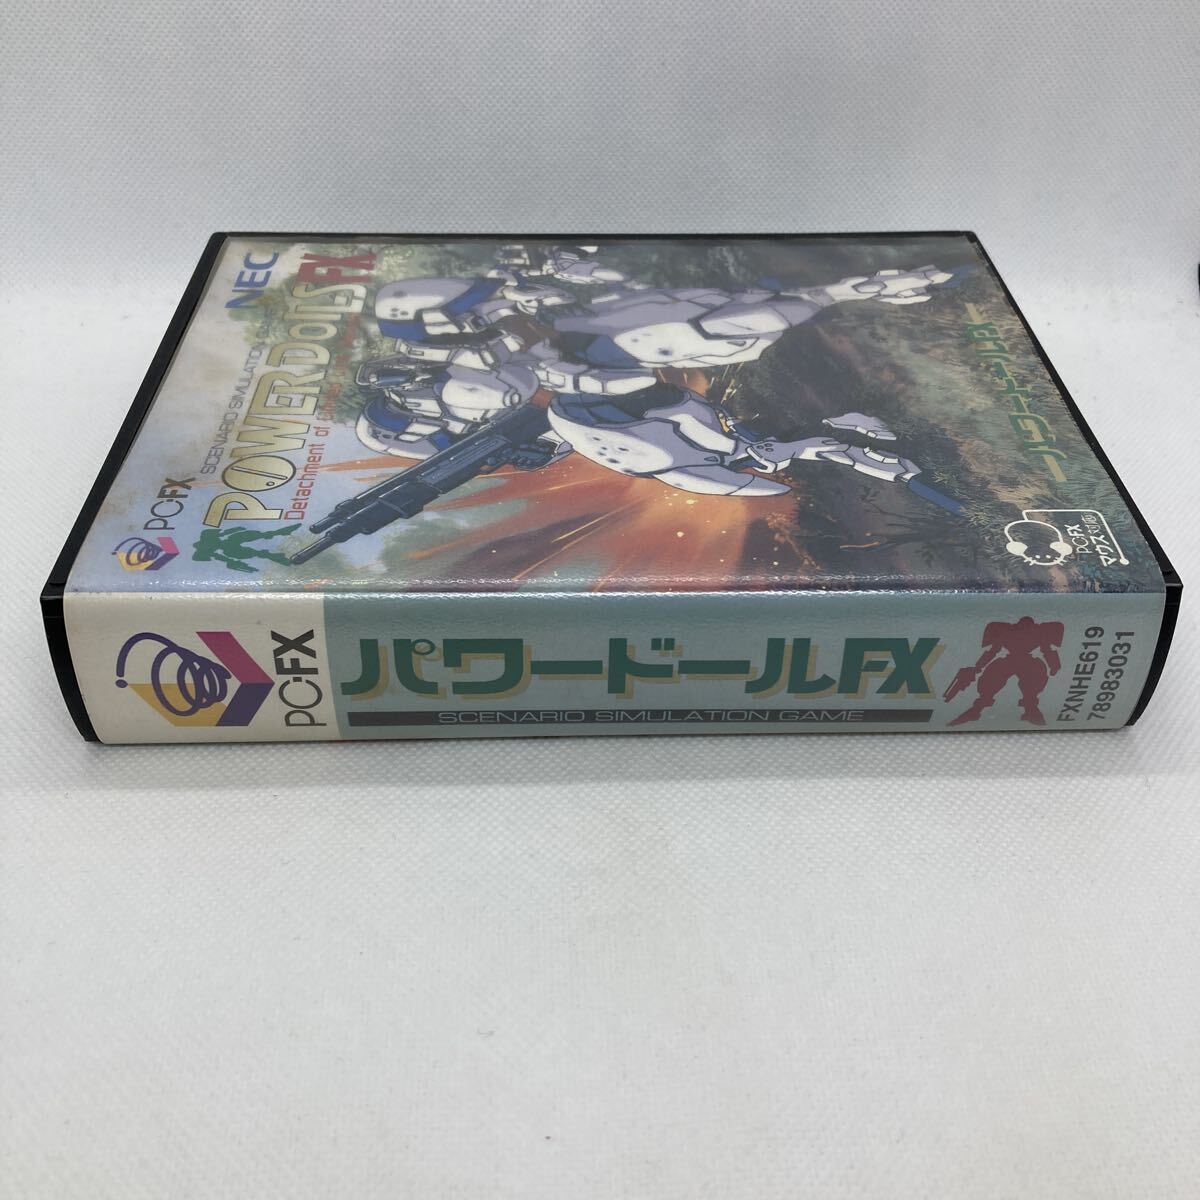 NEC
SCENARIO SIMULATION
POWER DOLLS FX
Detachment of
PC-FX
パワードールFX
PC-FX
マウス対応
PC-FX
パワードールFX
SCENARIO SIMULATION GAME
FXNHE619
78983031